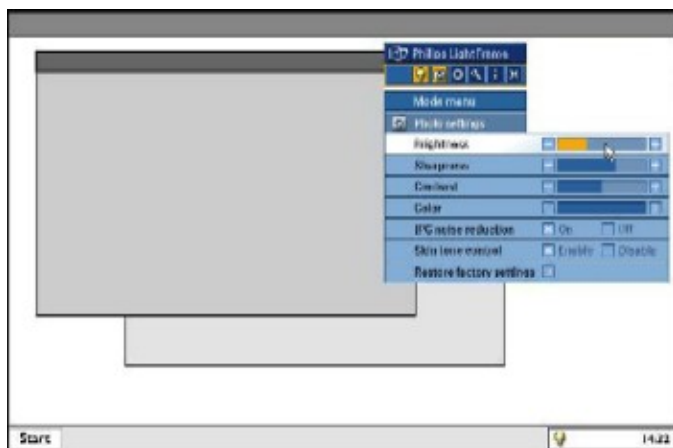 Philips LightFrame
Mode menu
Photo settings
Brightness
Sharpness
Contrast
Color
JPG noise reduction On Off
Skin tone control Enable Disable
Restore factory settings
Start 14:22